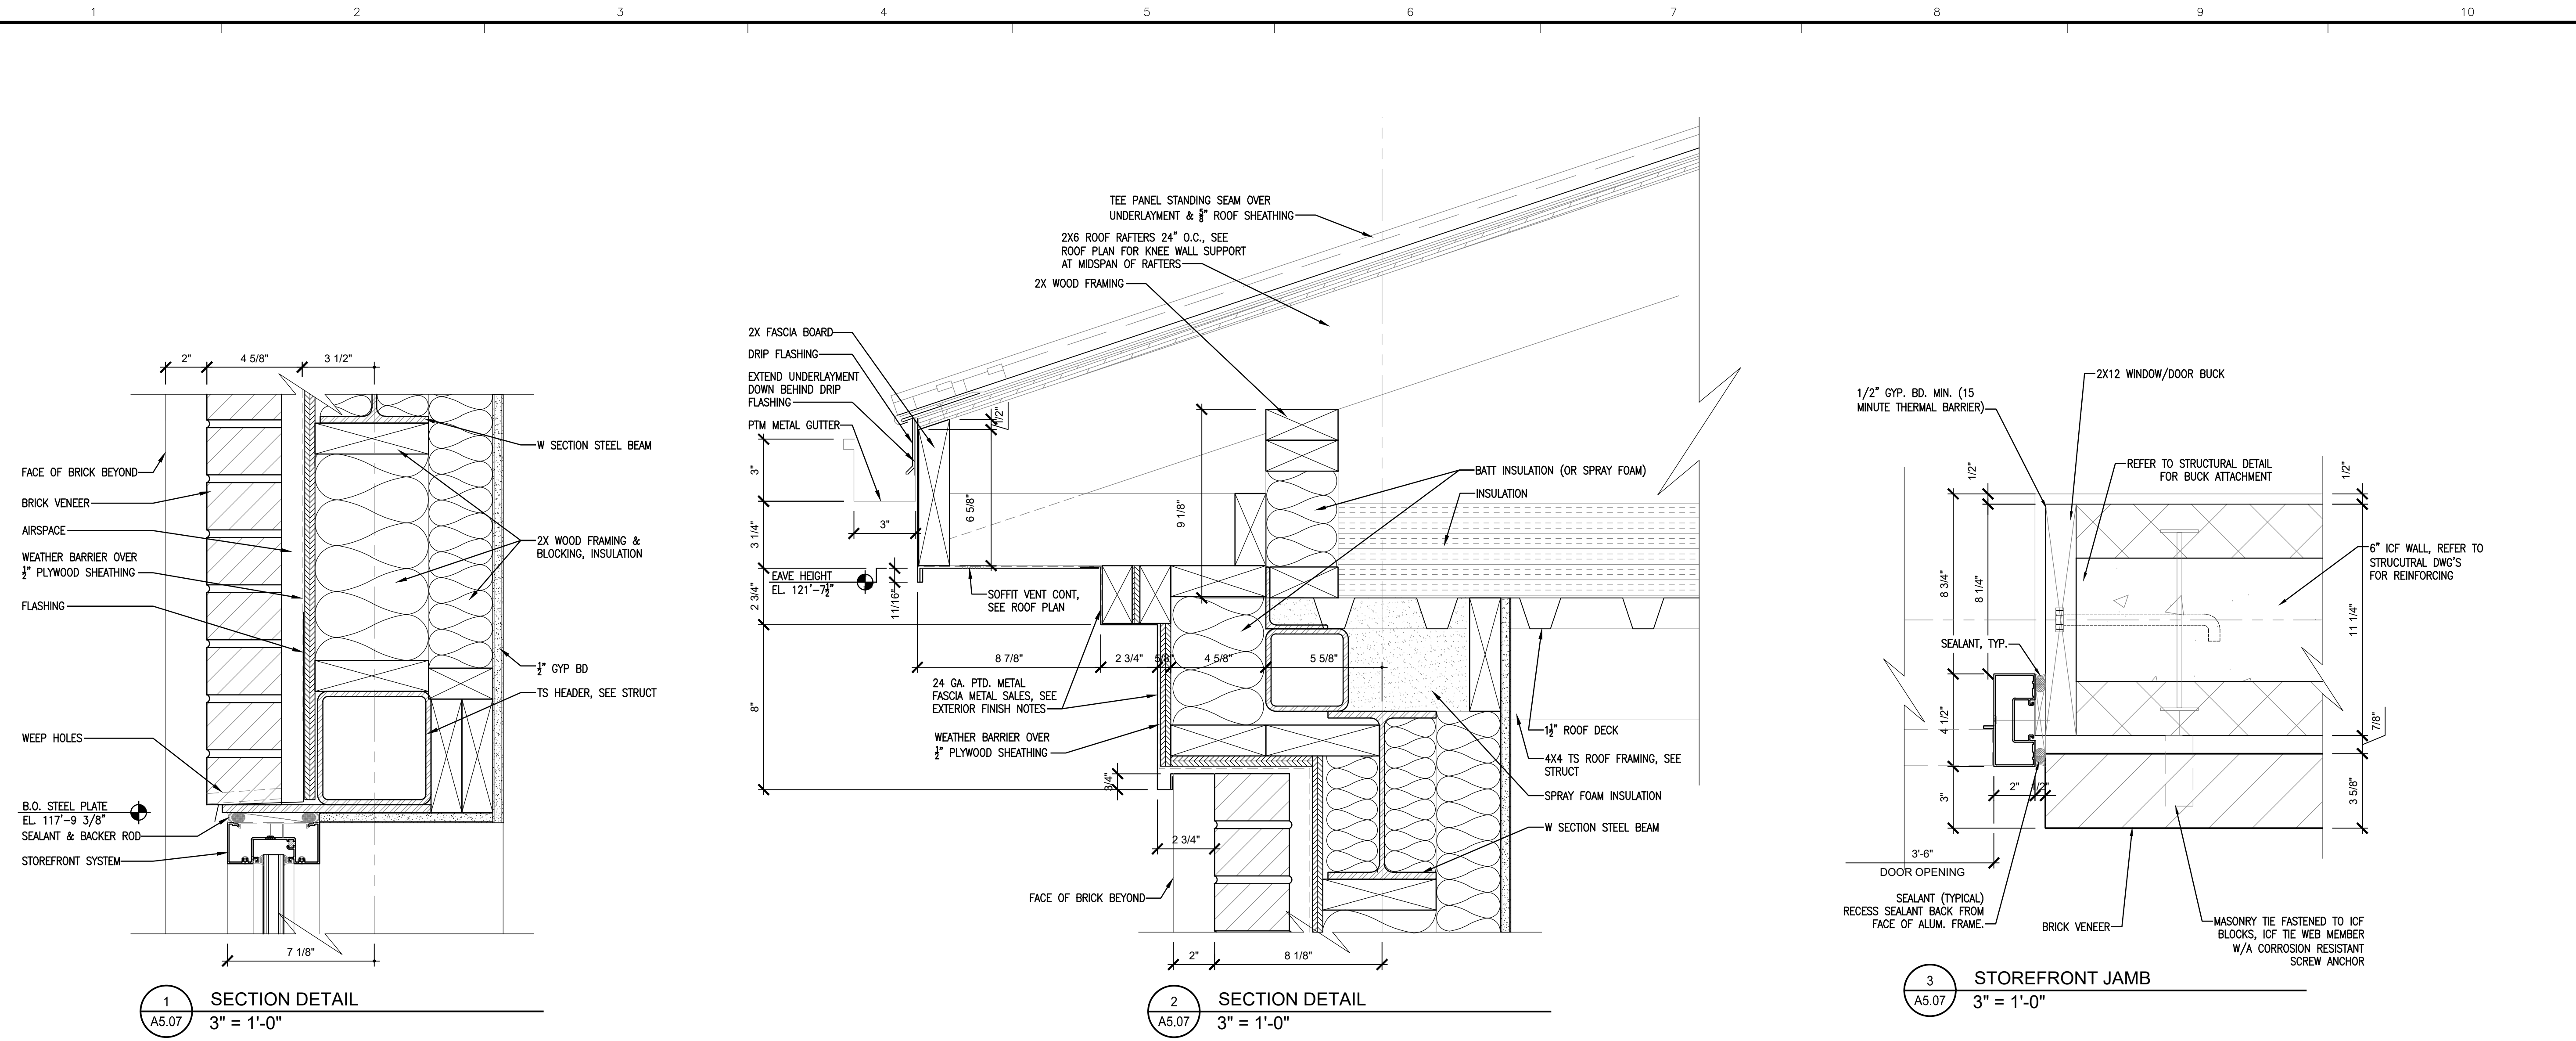 1 2 3 4 5 6 7 8 9 10
2" 4 5/8" 3 1/2"
FACE OF BRICK BEYOND
BRICK VENEER
AIRSPACE
WEATHER BARRIER OVER
½" PLYWOOD SHEATHING
FLASHING
WEEP HOLES
B.O. STEEL PLATE
EL. 117'-9 3/8"
SEALANT & BACKER ROD
STOREFRONT SYSTEM
W SECTION STEEL BEAM
2X WOOD FRAMING &
BLOCKING, INSULATION
½" GYP BD
TS HEADER, SEE STRUCT
7 1/8"
1
A5.07
SECTION DETAIL
3" = 1'-0"
TEE PANEL STANDING SEAM OVER
UNDERLAYMENT & ⅝" ROOF SHEATHING
2X6 ROOF RAFTERS 24" O.C., SEE
ROOF PLAN FOR KNEE WALL SUPPORT
AT MIDSPAN OF RAFTERS
2X WOOD FRAMING
2X FASCIA BOARD
DRIP FLASHING
EXTEND UNDERLAYMENT
DOWN BEHIND DRIP
FLASHING
PTM METAL GUTTER
3"
3 1/4"
2 3/4"
8"
3"
1/2"
6 5/8"
9 1/8"
EAVE HEIGHT
EL. 121'-7½"
11/16"
SOFFIT VENT CONT,
SEE ROOF PLAN
BATT INSULATION (OR SPRAY FOAM)
INSULATION
8 7/8" 2 3/4" 5/8" 4 5/8" 5 5/8"
24 GA. PTD. METAL
FASCIA METAL SALES, SEE
EXTERIOR FINISH NOTES
WEATHER BARRIER OVER
½" PLYWOOD SHEATHING
3/4"
2 3/4"
FACE OF BRICK BEYOND
1½" ROOF DECK
4X4 TS ROOF FRAMING, SEE
STRUCT
SPRAY FOAM INSULATION
W SECTION STEEL BEAM
2" 8 1/8"
2
A5.07
SECTION DETAIL
3" = 1'-0"
1/2" GYP. BD. MIN. (15
MINUTE THERMAL BARRIER)
2X12 WINDOW/DOOR BUCK
REFER TO STRUCTURAL DETAIL
FOR BUCK ATTACHMENT
6" ICF WALL, REFER TO
STRUCUTRAL DWG'S
FOR REINFORCING
1/2"
8 3/4"
8 1/4"
4 1/2"
3"
1/2"
11 1/4"
7/8"
3 5/8"
SEALANT, TYP.
2" 1/2"
3'-6"
DOOR OPENING
SEALANT (TYPICAL)
RECESS SEALANT BACK FROM
FACE OF ALUM. FRAME.
BRICK VENEER
MASONRY TIE FASTENED TO ICF
BLOCKS, ICF TIE WEB MEMBER
W/A CORROSION RESISTANT
SCREW ANCHOR
3
A5.07
STOREFRONT JAMB
3" = 1'-0"